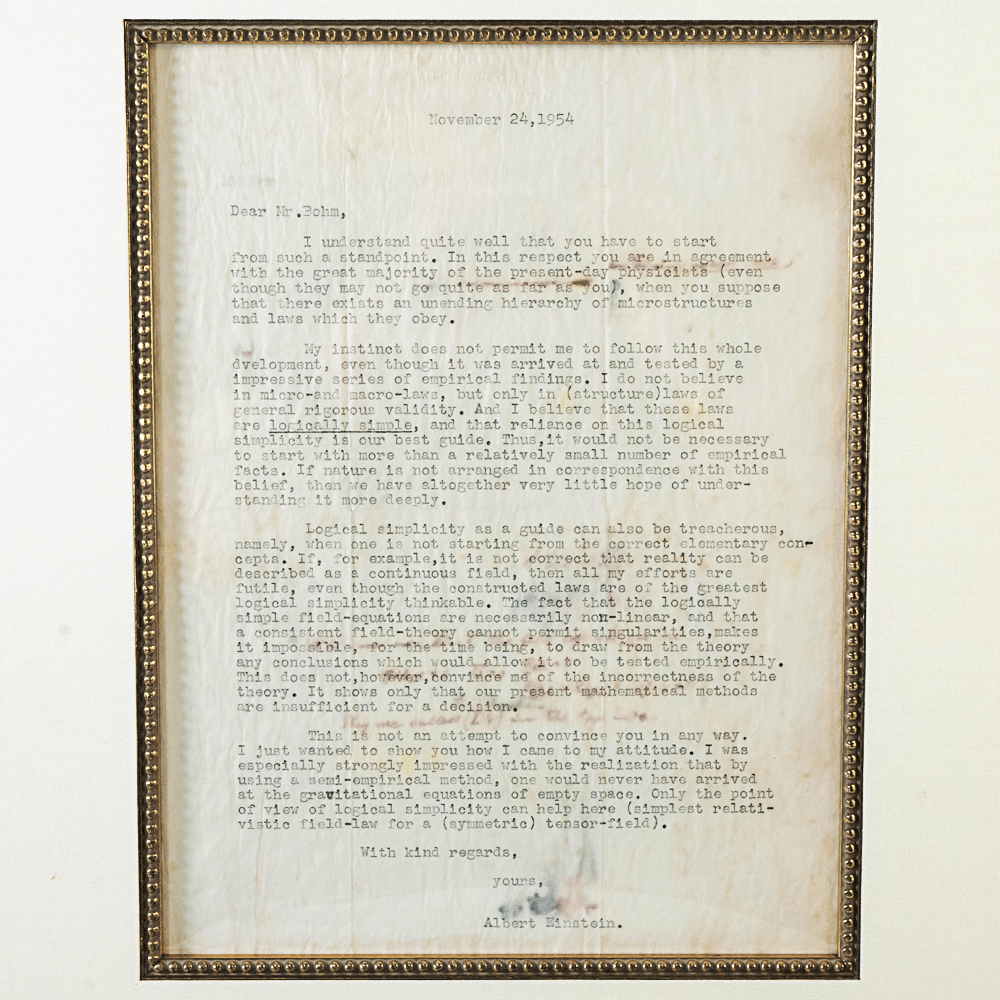 November 24,1954
Dear Mr.Bohm,
I understand quite well that you have to start
from such a standpoint. In this respect you are in agreement
with the great majority of the present-day physicists (even
though they may not go quite as far as you), when you suppose
that there exists an unending hierarchy of microstructures
and laws which they obey.
My instinct does not permit me to follow this whole
dvelopment, even though it was arrived at and tested by a
impressive series of empirical findings. I do not believe
in micro-and macro-laws, but only in (structure)laws of
general rigorous validity. And I believe that these laws
are logically simple, and that reliance on this logical
simplicity is our best guide. Thus,it would not be necessary
to start with more than a relatively small number of empirical
facts. If nature is not arranged in correspondence with this
belief, then we have altogether very little hope of under-
standing it more deeply.
Logical simplicity as a guide can also be treacherous,
namely, when one is not starting from the correct elementary con-
cepts. If, for example,it is not correct that reality can be
described as a continuous field, then all my efforts are
futile, even though the constructed laws are of the greatest
logical simplicity thinkable. The fact that the logically
simple field-equations are necessarily non-linear, and that
a consistent field-theory cannot permit singularities,makes
it impossible, for the time being, to draw from the theory
any conclusions which would allow it to be tested empirically.
This does not,however,convince me of the incorrectness of the
theory. It shows only that our present mathematical methods
are insufficient for a decision.
This is not an attempt to convince you in any way.
I just wanted to show you how I came to my attitude. I was
especially strongly impressed with the realization that by
using a semi-empirical method, one would never have arrived
at the gravitational equations of empty space. Only the point
of view of logical simplicity can help here (simplest relati-
vistic field-law for a (symmetric) tensor-field).
With kind regards,
yours,
Albert Einstein.